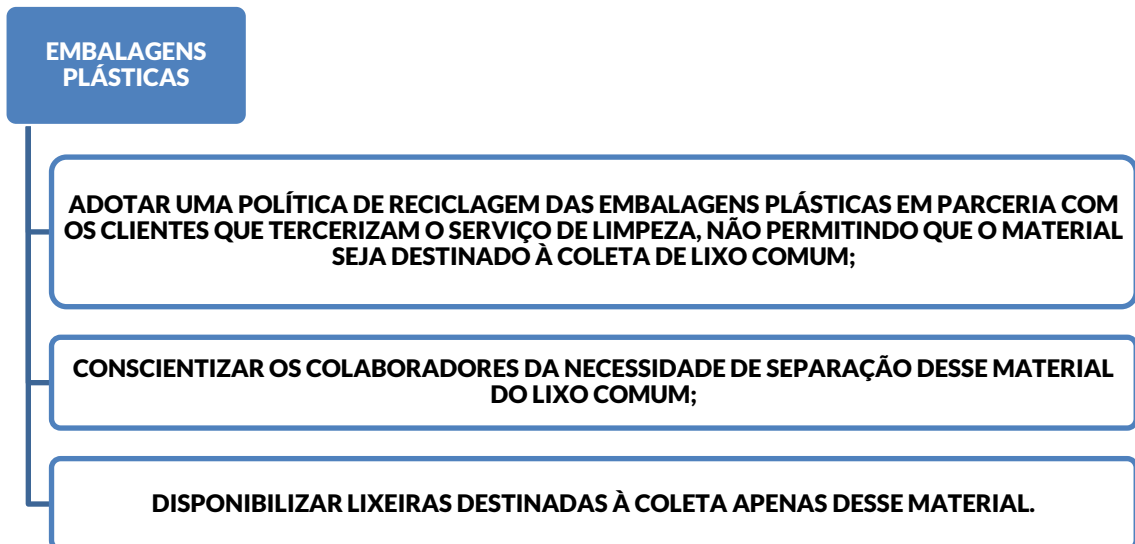 EMBALAGENS
PLÁSTICAS
ADOTAR UMA POLÍTICA DE RECICLAGEM DAS EMBALAGENS PLÁSTICAS EM PARCERIA COM
OS CLIENTES QUE TERCERIZAM O SERVIÇO DE LIMPEZA, NÃO PERMITINDO QUE O MATERIAL
SEJA DESTINADO À COLETA DE LIXO COMUM;
CONSCIENTIZAR OS COLABORADORES DA NECESSIDADE DE SEPARAÇÃO DESSE MATERIAL
DO LIXO COMUM;
DISPONIBILIZAR LIXEIRAS DESTINADAS À COLETA APENAS DESSE MATERIAL.